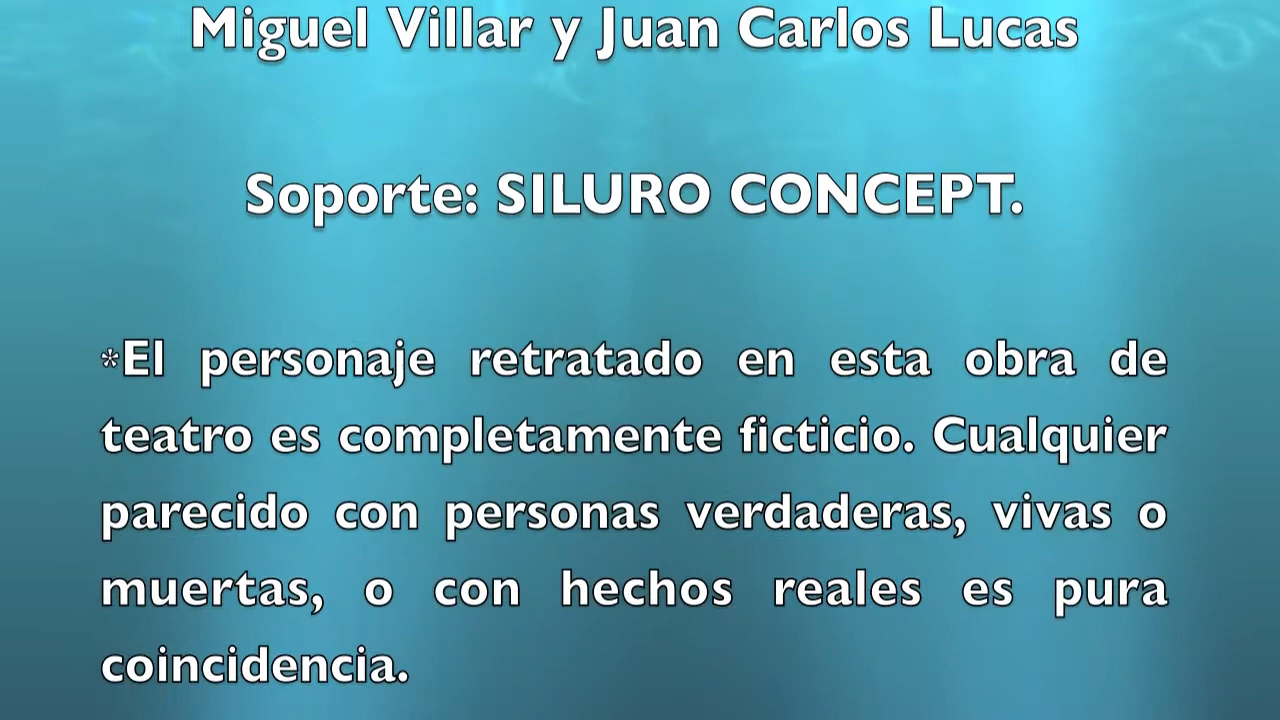 Miguel Villar y Juan Carlos Lucas
Soporte: SILURO CONCEPT.
*El personaje retratado en esta obra de
teatro es completamente ficticio. Cualquier
parecido con personas verdaderas, vivas o
muertas, o con hechos reales es pura
coincidencia.